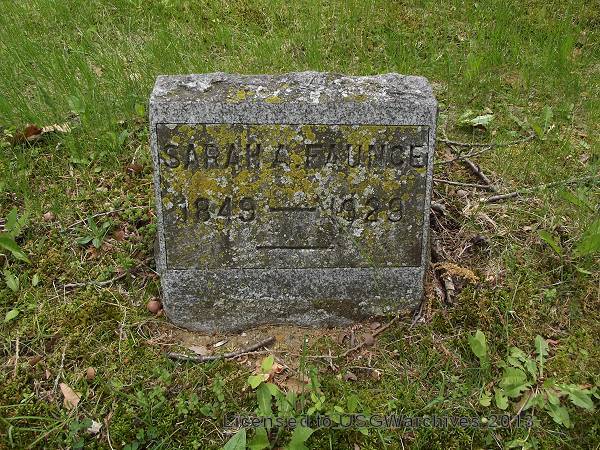 SARAH A. FAUNCE
1849 — 1929
Licensed to USGWarchives 2013